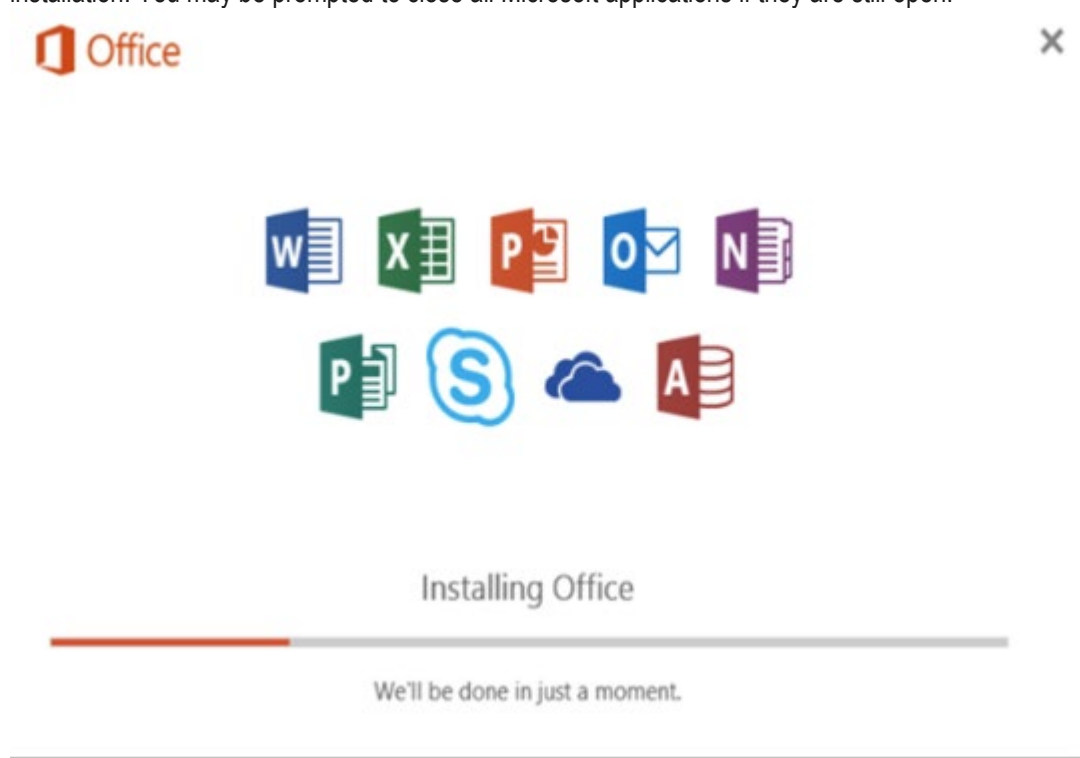 installation. You may be prompted to close all Microsoft applications if they are still open.
Office
W X P O N
P S A
Installing Office
We'll be done in just a moment.